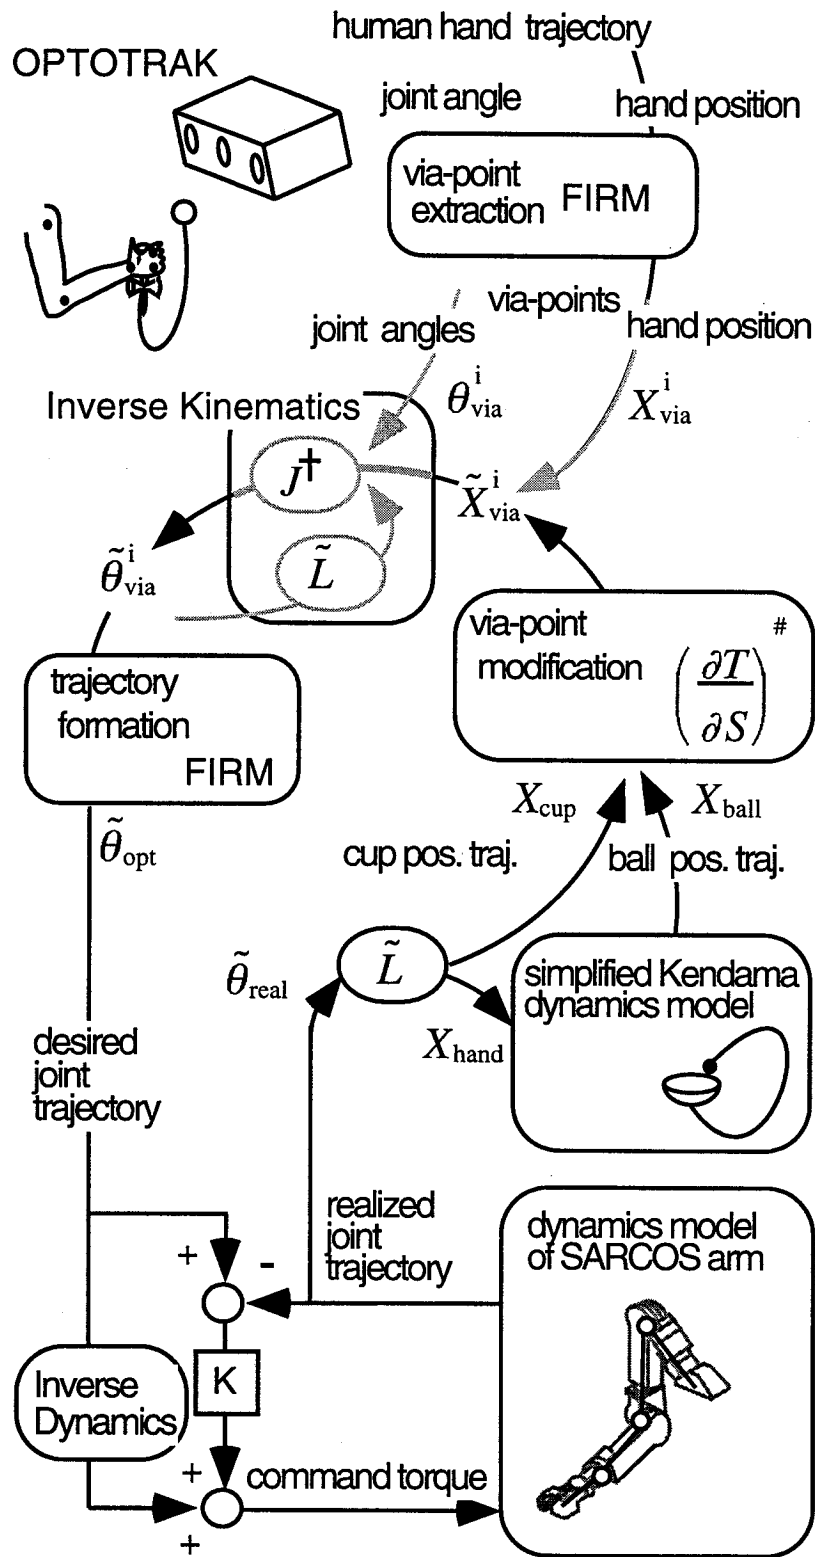 human hand trajectory
OPTOTRAK
joint angle
hand position
via-point
extraction FIRM
via-points
joint angles
hand position
θ^i_via
X^i_via
Inverse Kinematics
J†
X̃^i_via
θ̃^i_via
L̃
via-point #
modification (∂T/∂S)
trajectory
formation
FIRM
X_cup
X_ball
θ̃_opt
cup pos. traj.
ball pos. traj.
L̃
θ̃_real
simplified Kendama
dynamics model
X_hand
desired
joint
trajectory
realized
joint
trajectory
dynamics model
of SARCOS arm
+
-
K
Inverse
Dynamics
+
command torque
+